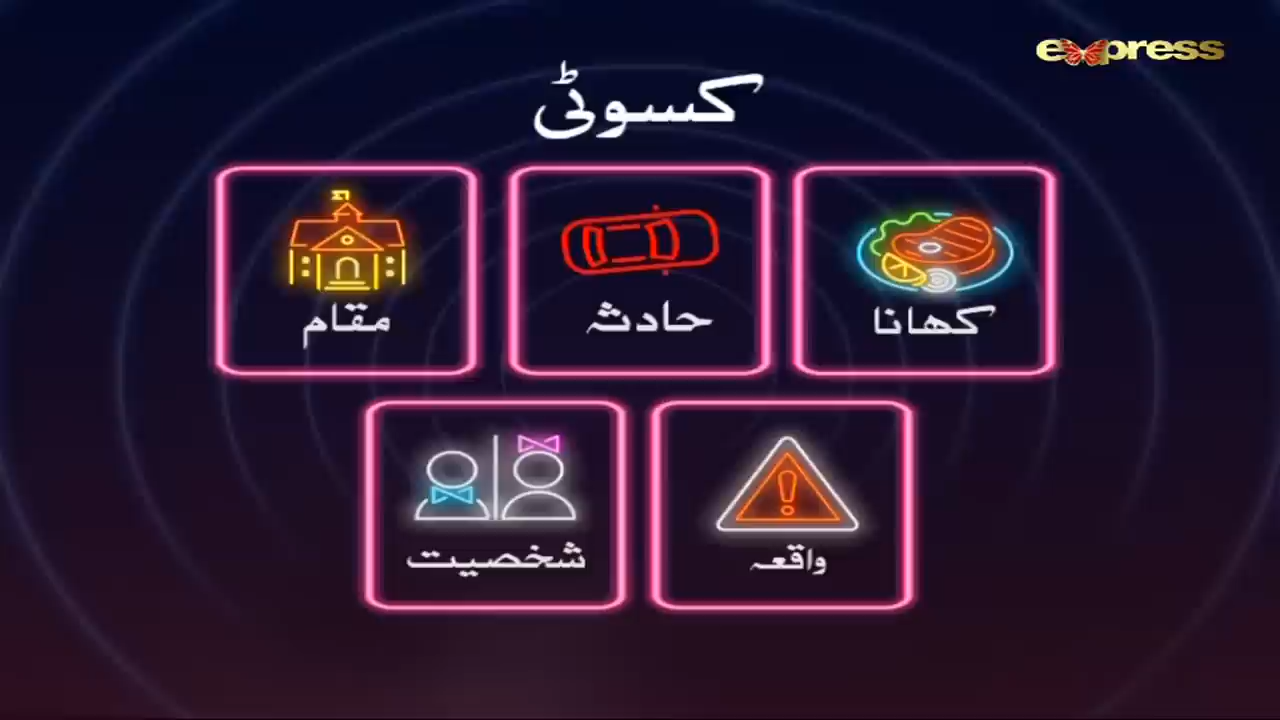 express
کسوٹی
کھانا
حادثہ
مقام
واقعہ
شخصیت